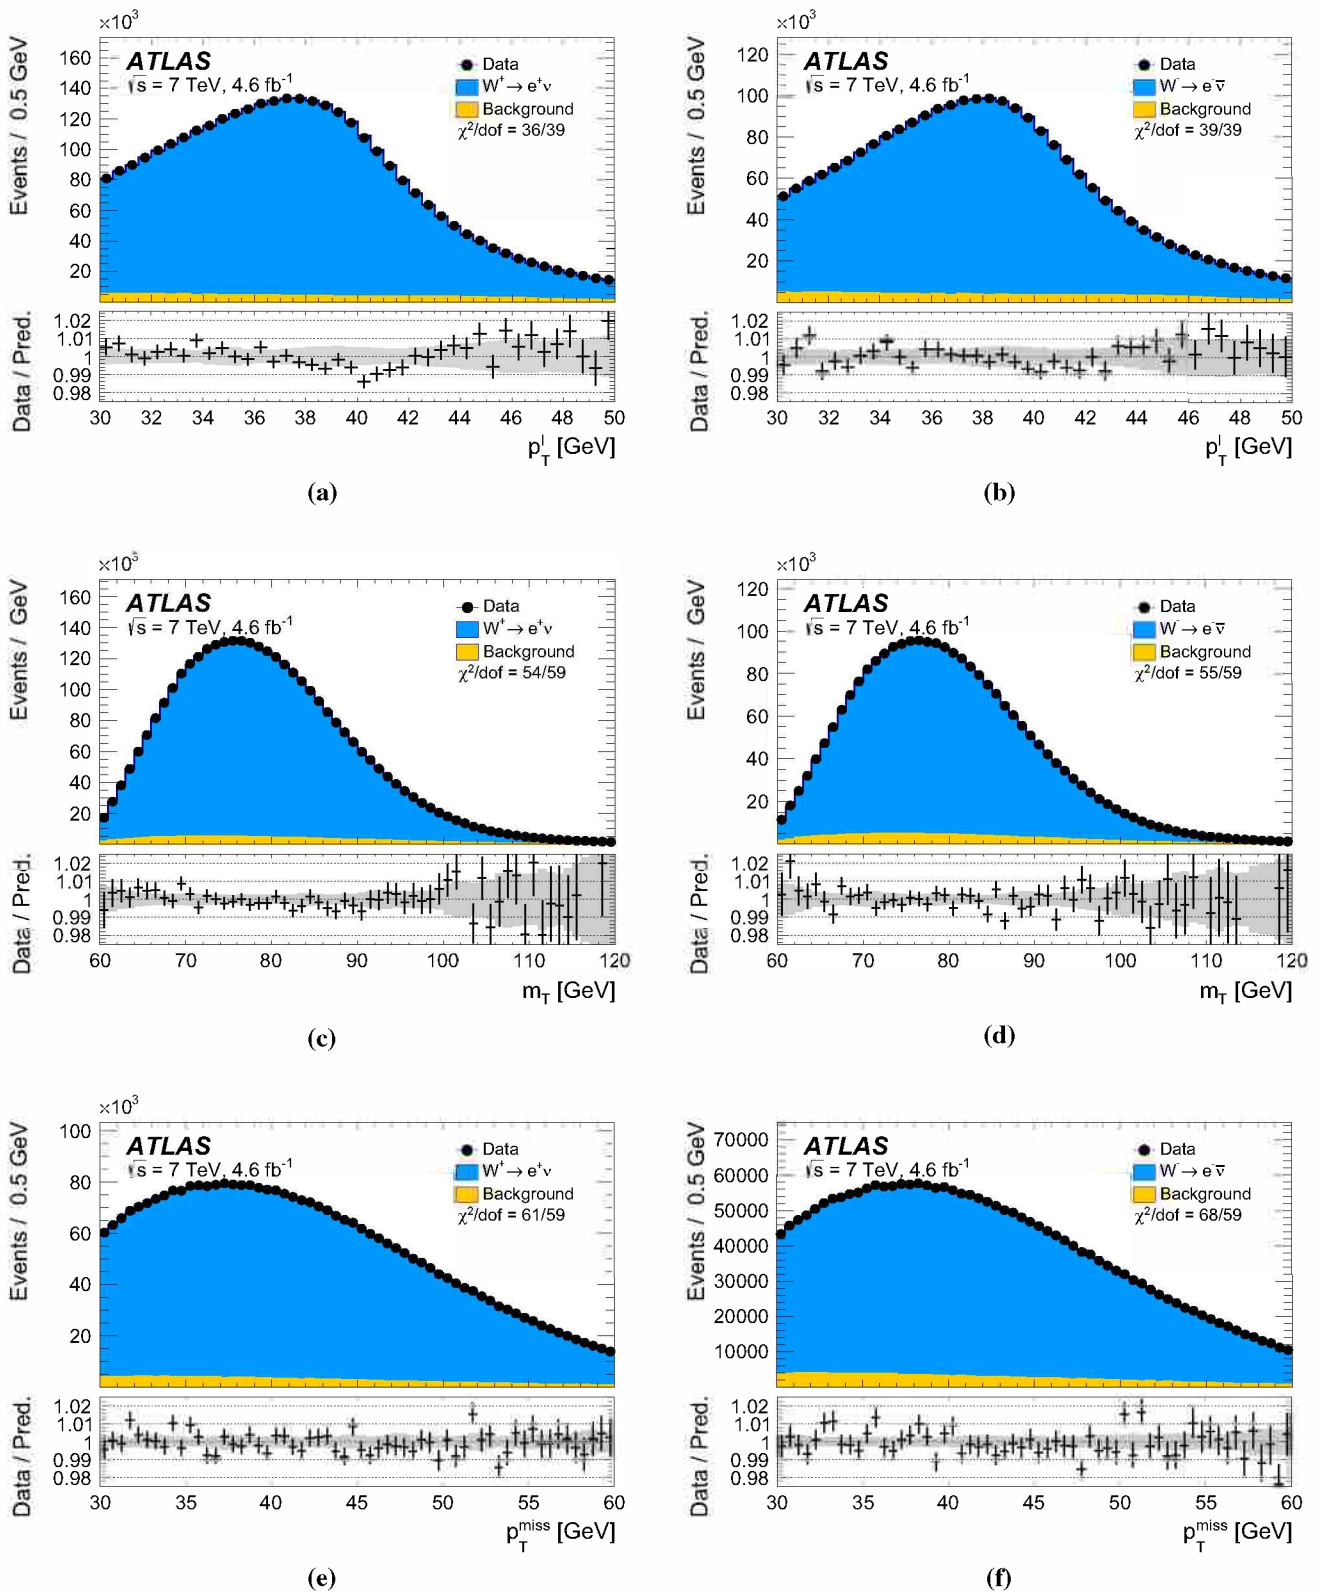 ×10³
Events / 0.5 GeV
160
140
120
100
80
60
40
20
ATLAS
√s = 7 TeV, 4.6 fb⁻¹
Data
W⁺ → e⁺ν
Background
χ²/dof = 36/39
Data / Pred.
1.02
1.01
1
0.99
0.98
30 32 34 36 38 40 42 44 46 48 50
p_T^l [GeV]
(a)
×10³
Events / 0.5 GeV
120
100
80
60
40
20
ATLAS
√s = 7 TeV, 4.6 fb⁻¹
Data
W⁻ → e⁻ν̅
Background
χ²/dof = 39/39
Data / Pred.
1.02
1.01
1
0.99
0.98
30 32 34 36 38 40 42 44 46 48 50
p_T^l [GeV]
(b)
×10³
Events / GeV
160
140
120
100
80
60
40
20
ATLAS
√s = 7 TeV, 4.6 fb⁻¹
Data
W⁺ → e⁺ν
Background
χ²/dof = 54/59
Data / Pred.
1.02
1.01
1
0.99
0.98
60 70 80 90 100 110 120
m_T [GeV]
(c)
×10³
Events / GeV
120
100
80
60
40
20
ATLAS
√s = 7 TeV, 4.6 fb⁻¹
Data
W⁻ → e⁻ν̅
Background
χ²/dof = 55/59
Data / Pred.
1.02
1.01
1
0.99
0.98
60 70 80 90 100 110 120
m_T [GeV]
(d)
×10³
Events / 0.5 GeV
100
80
60
40
20
ATLAS
√s = 7 TeV, 4.6 fb⁻¹
Data
W⁺ → e⁺ν
Background
χ²/dof = 61/59
Data / Pred.
1.02
1.01
1
0.99
0.98
30 35 40 45 50 55 60
p_T^miss [GeV]
(e)
Events / 0.5 GeV
70000
60000
50000
40000
30000
20000
10000
ATLAS
√s = 7 TeV, 4.6 fb⁻¹
Data
W⁻ → e⁻ν̅
Background
χ²/dof = 68/59
Data / Pred.
1.02
1.01
1
0.99
0.98
30 35 40 45 50 55 60
p_T^miss [GeV]
(f)